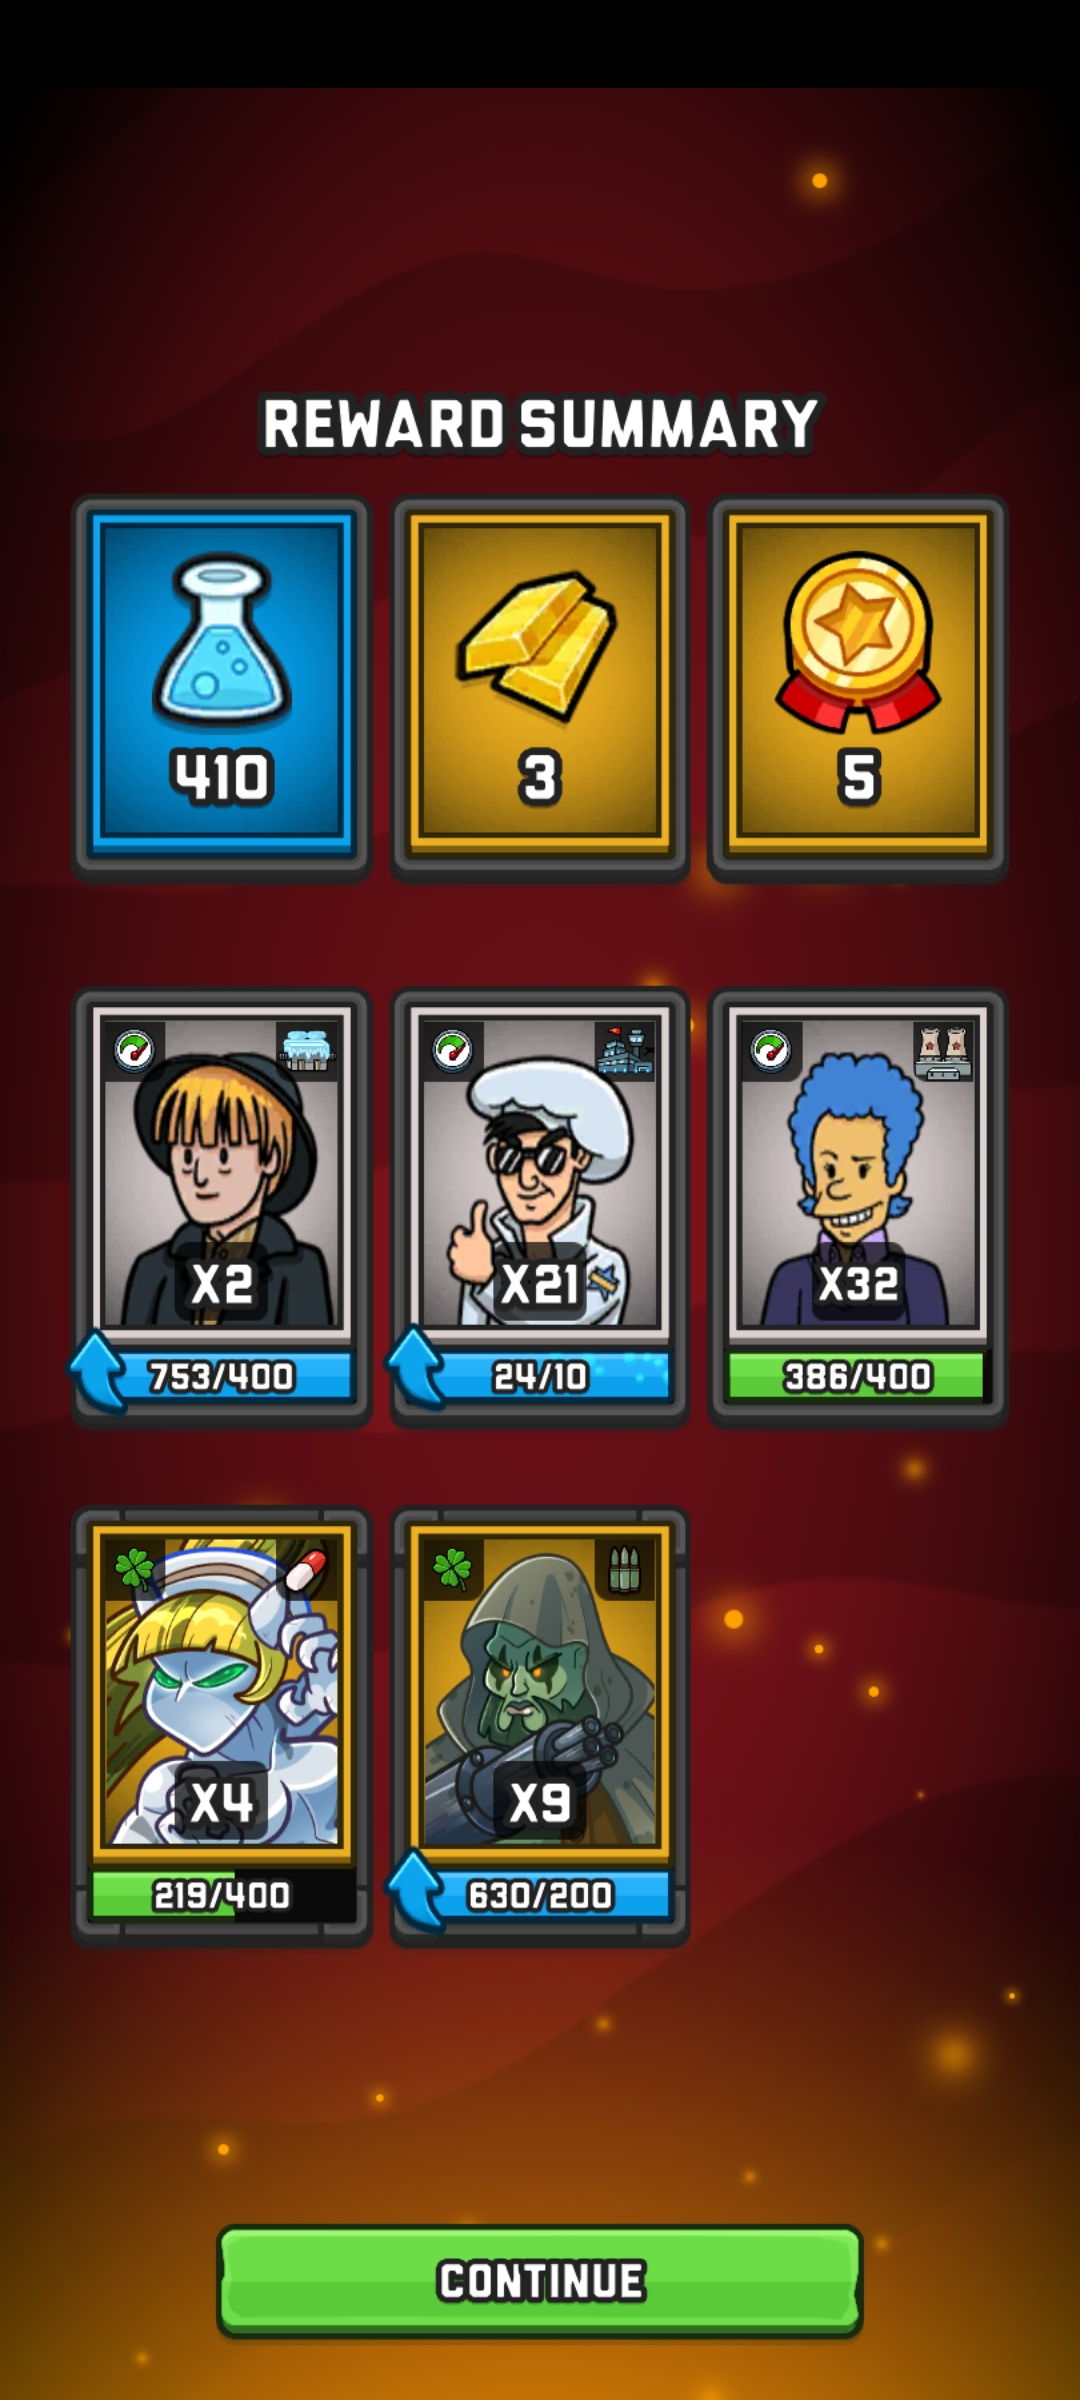 REWARD SUMMARY
410
3
5
X2
X21
X32
753/400
24/10
386/400
X4
X9
219/400
630/200
CONTINUE